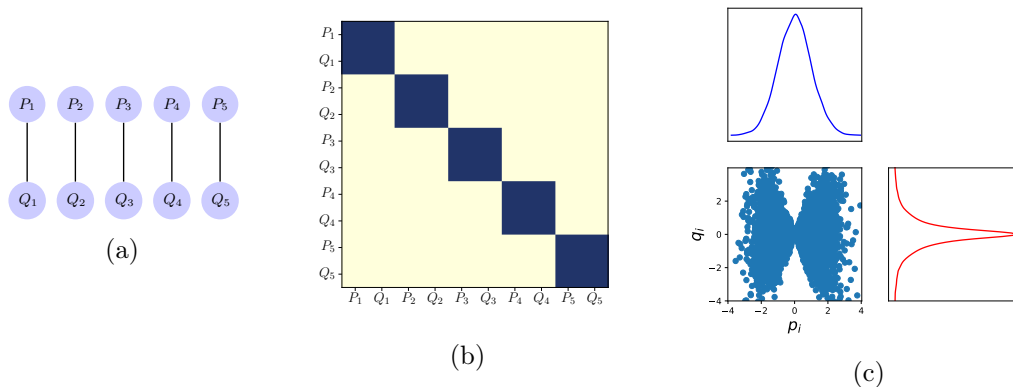 P₁ P₂ P₃ P₄ P₅
Q₁ Q₂ Q₃ Q₄ Q₅
(a)
P₁
Q₁
P₂
Q₂
P₃
Q₃
P₄
Q₄
P₅
Q₅
P₁ Q₁ P₂ Q₂ P₃ Q₃ P₄ Q₄ P₅ Q₅
(b)
qᵢ
2
0
−2
−4
−4 −2 0 2 4
pᵢ
(c)